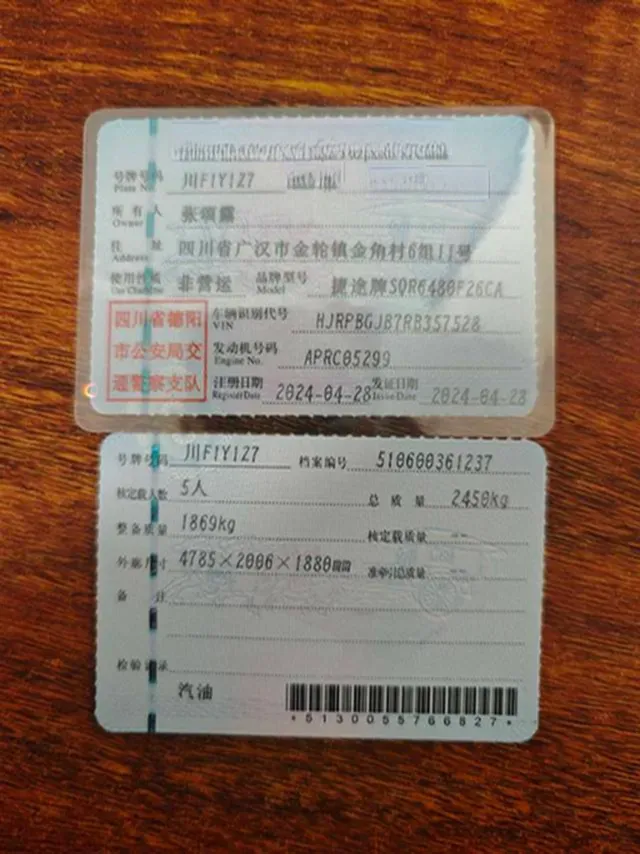 号牌号码 川F1Y1Z7
Plate No.
所有人 张颂露
Owner
住址 四川省广汉市金轮镇金角村6组11号
Address
使用性质 非营运 品牌型号 捷途牌SQR6480F26CA
Use Character Model
四川省德阳
市公安局交
通警察支队
车辆识别代号 HJRPBGJB7RB357528
VIN
发动机号码 APRC05299
Engine No.
注册日期 2024-04-28 发证日期 2024-04-28
Register Date Issue Date
号牌号码 川F1Y1Z7 档案编号 510600361237
核定载人数 5人 总质量 2450kg
整备质量 1869kg 核定载质量 --
外廓尺寸 4785×2006×1880 准牵引总质量 --
备注
检验记录
汽油
*5130055766827*